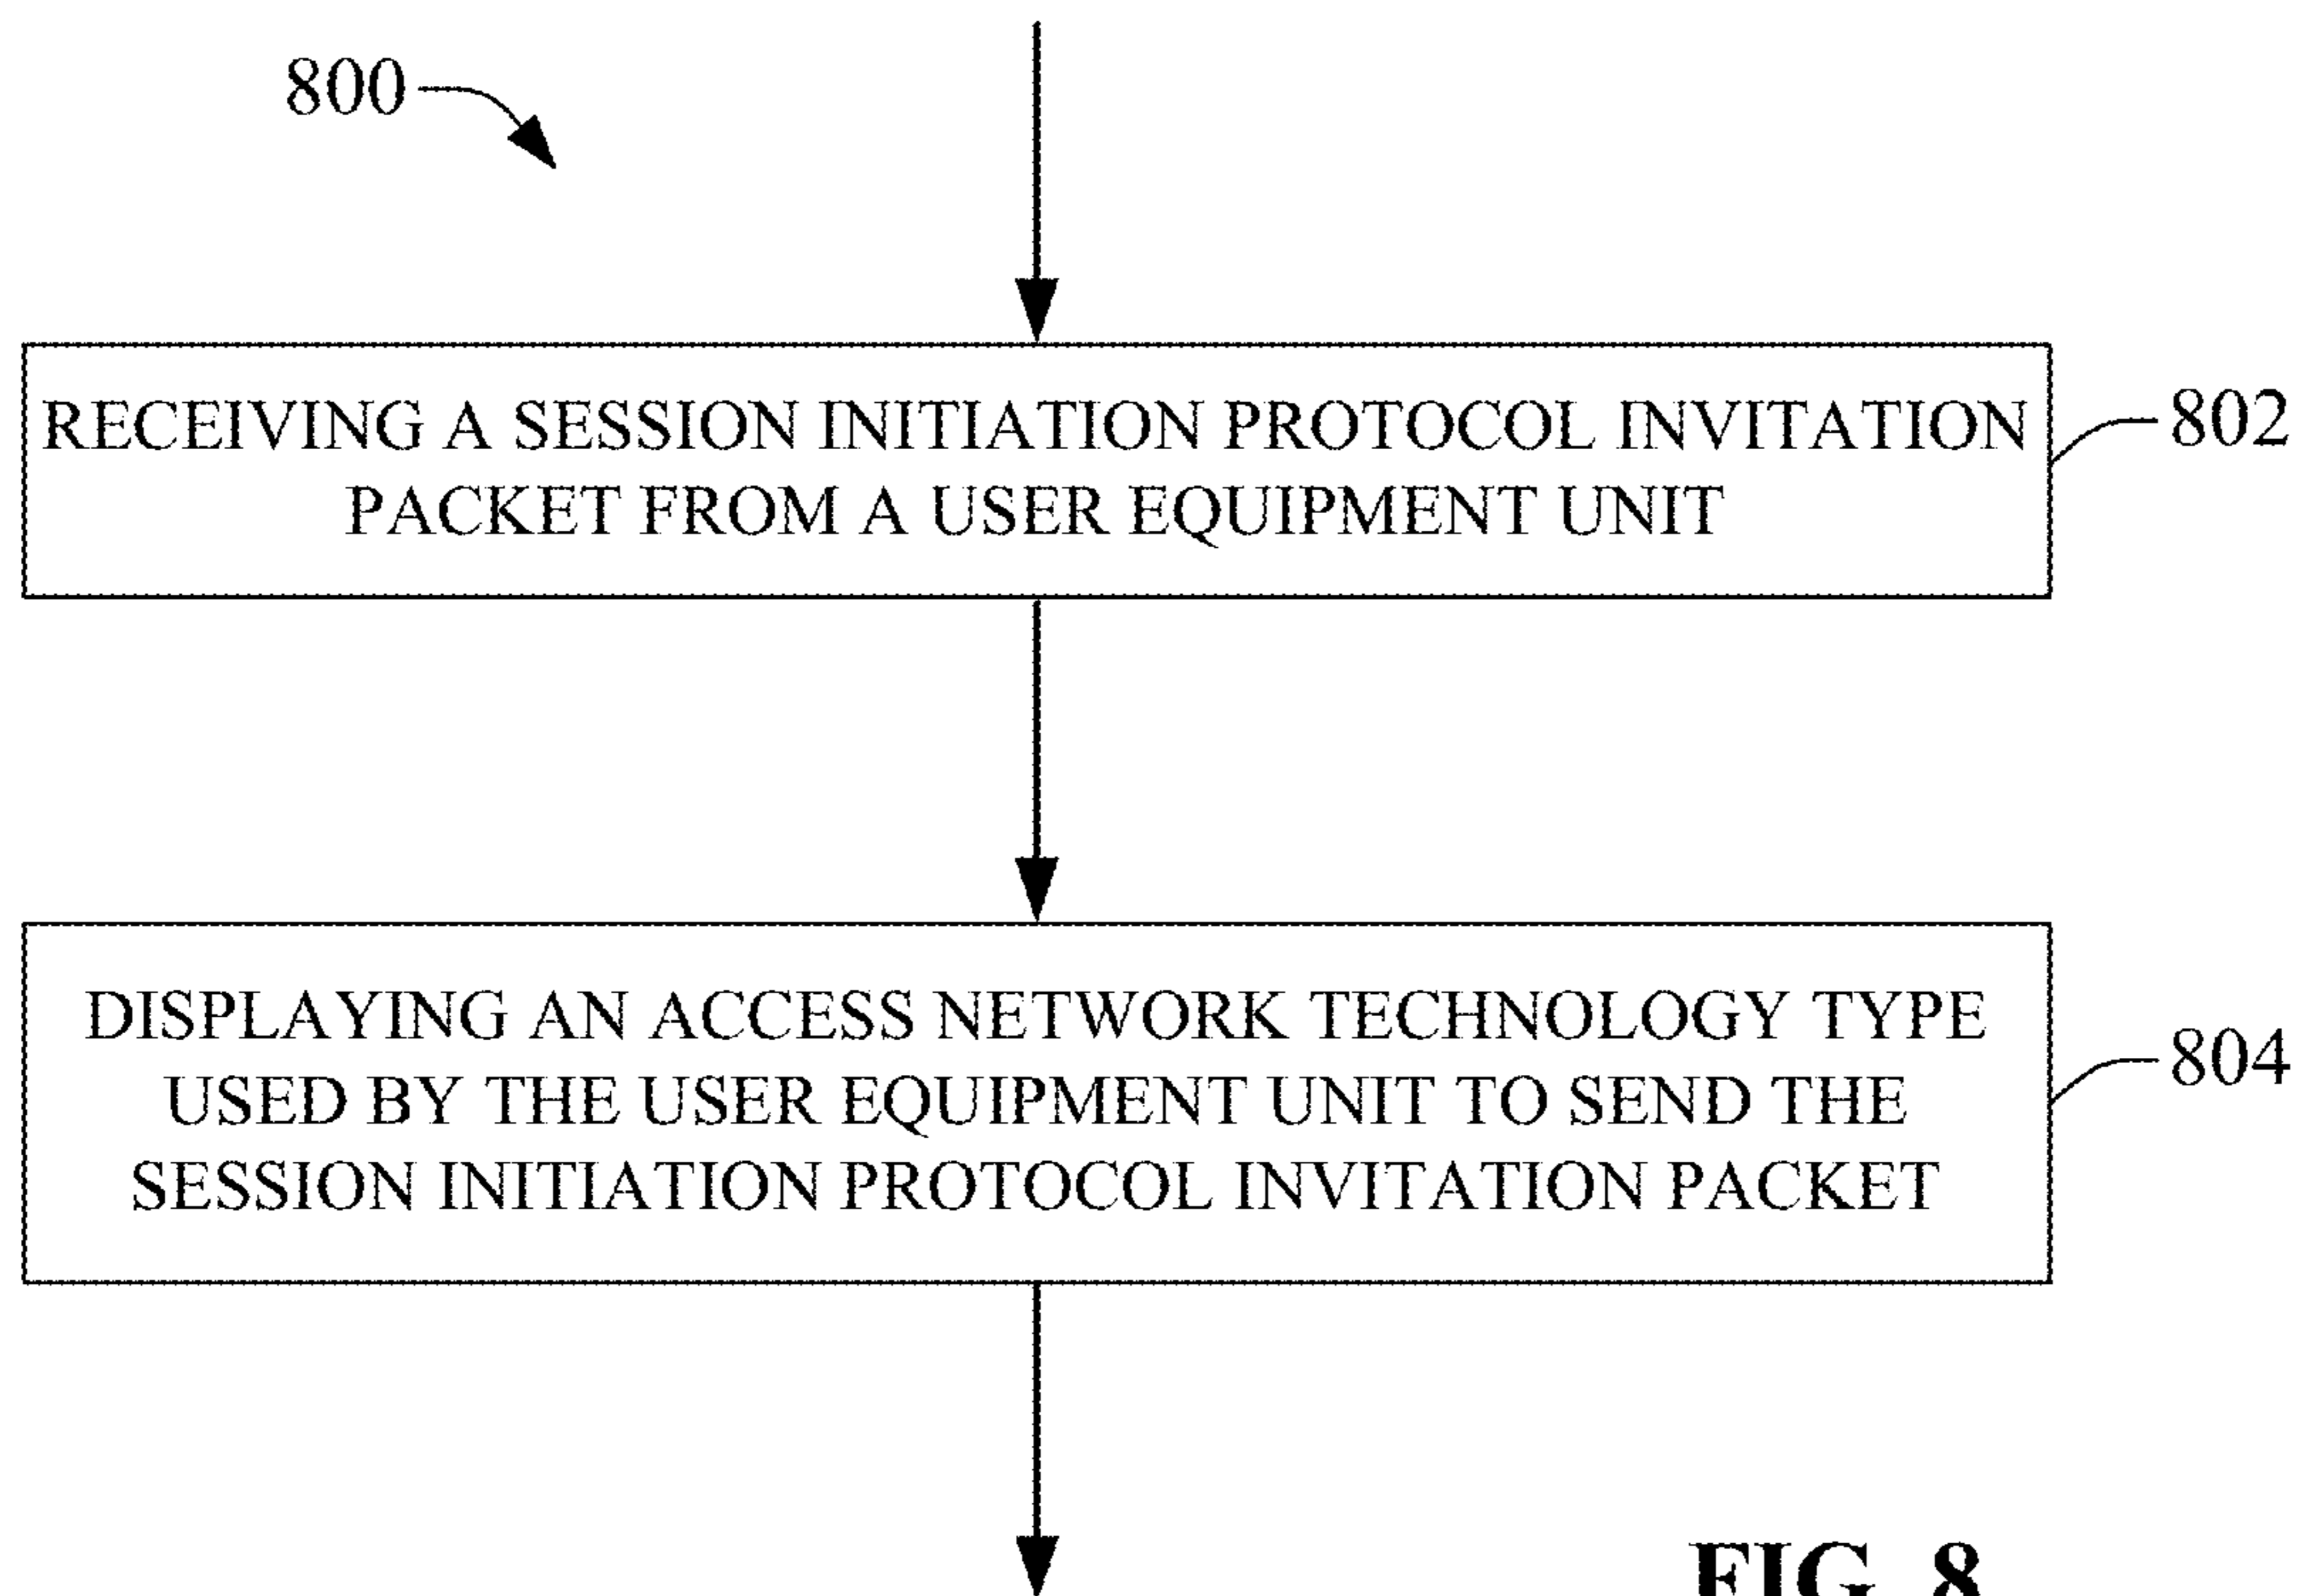 800
RECEIVING A SESSION INITIATION PROTOCOL INVITATION
PACKET FROM A USER EQUIPMENT UNIT
802
DISPLAYING AN ACCESS NETWORK TECHNOLOGY TYPE
USED BY THE USER EQUIPMENT UNIT TO SEND THE
SESSION INITIATION PROTOCOL INVITATION PACKET
804
FIG. 8